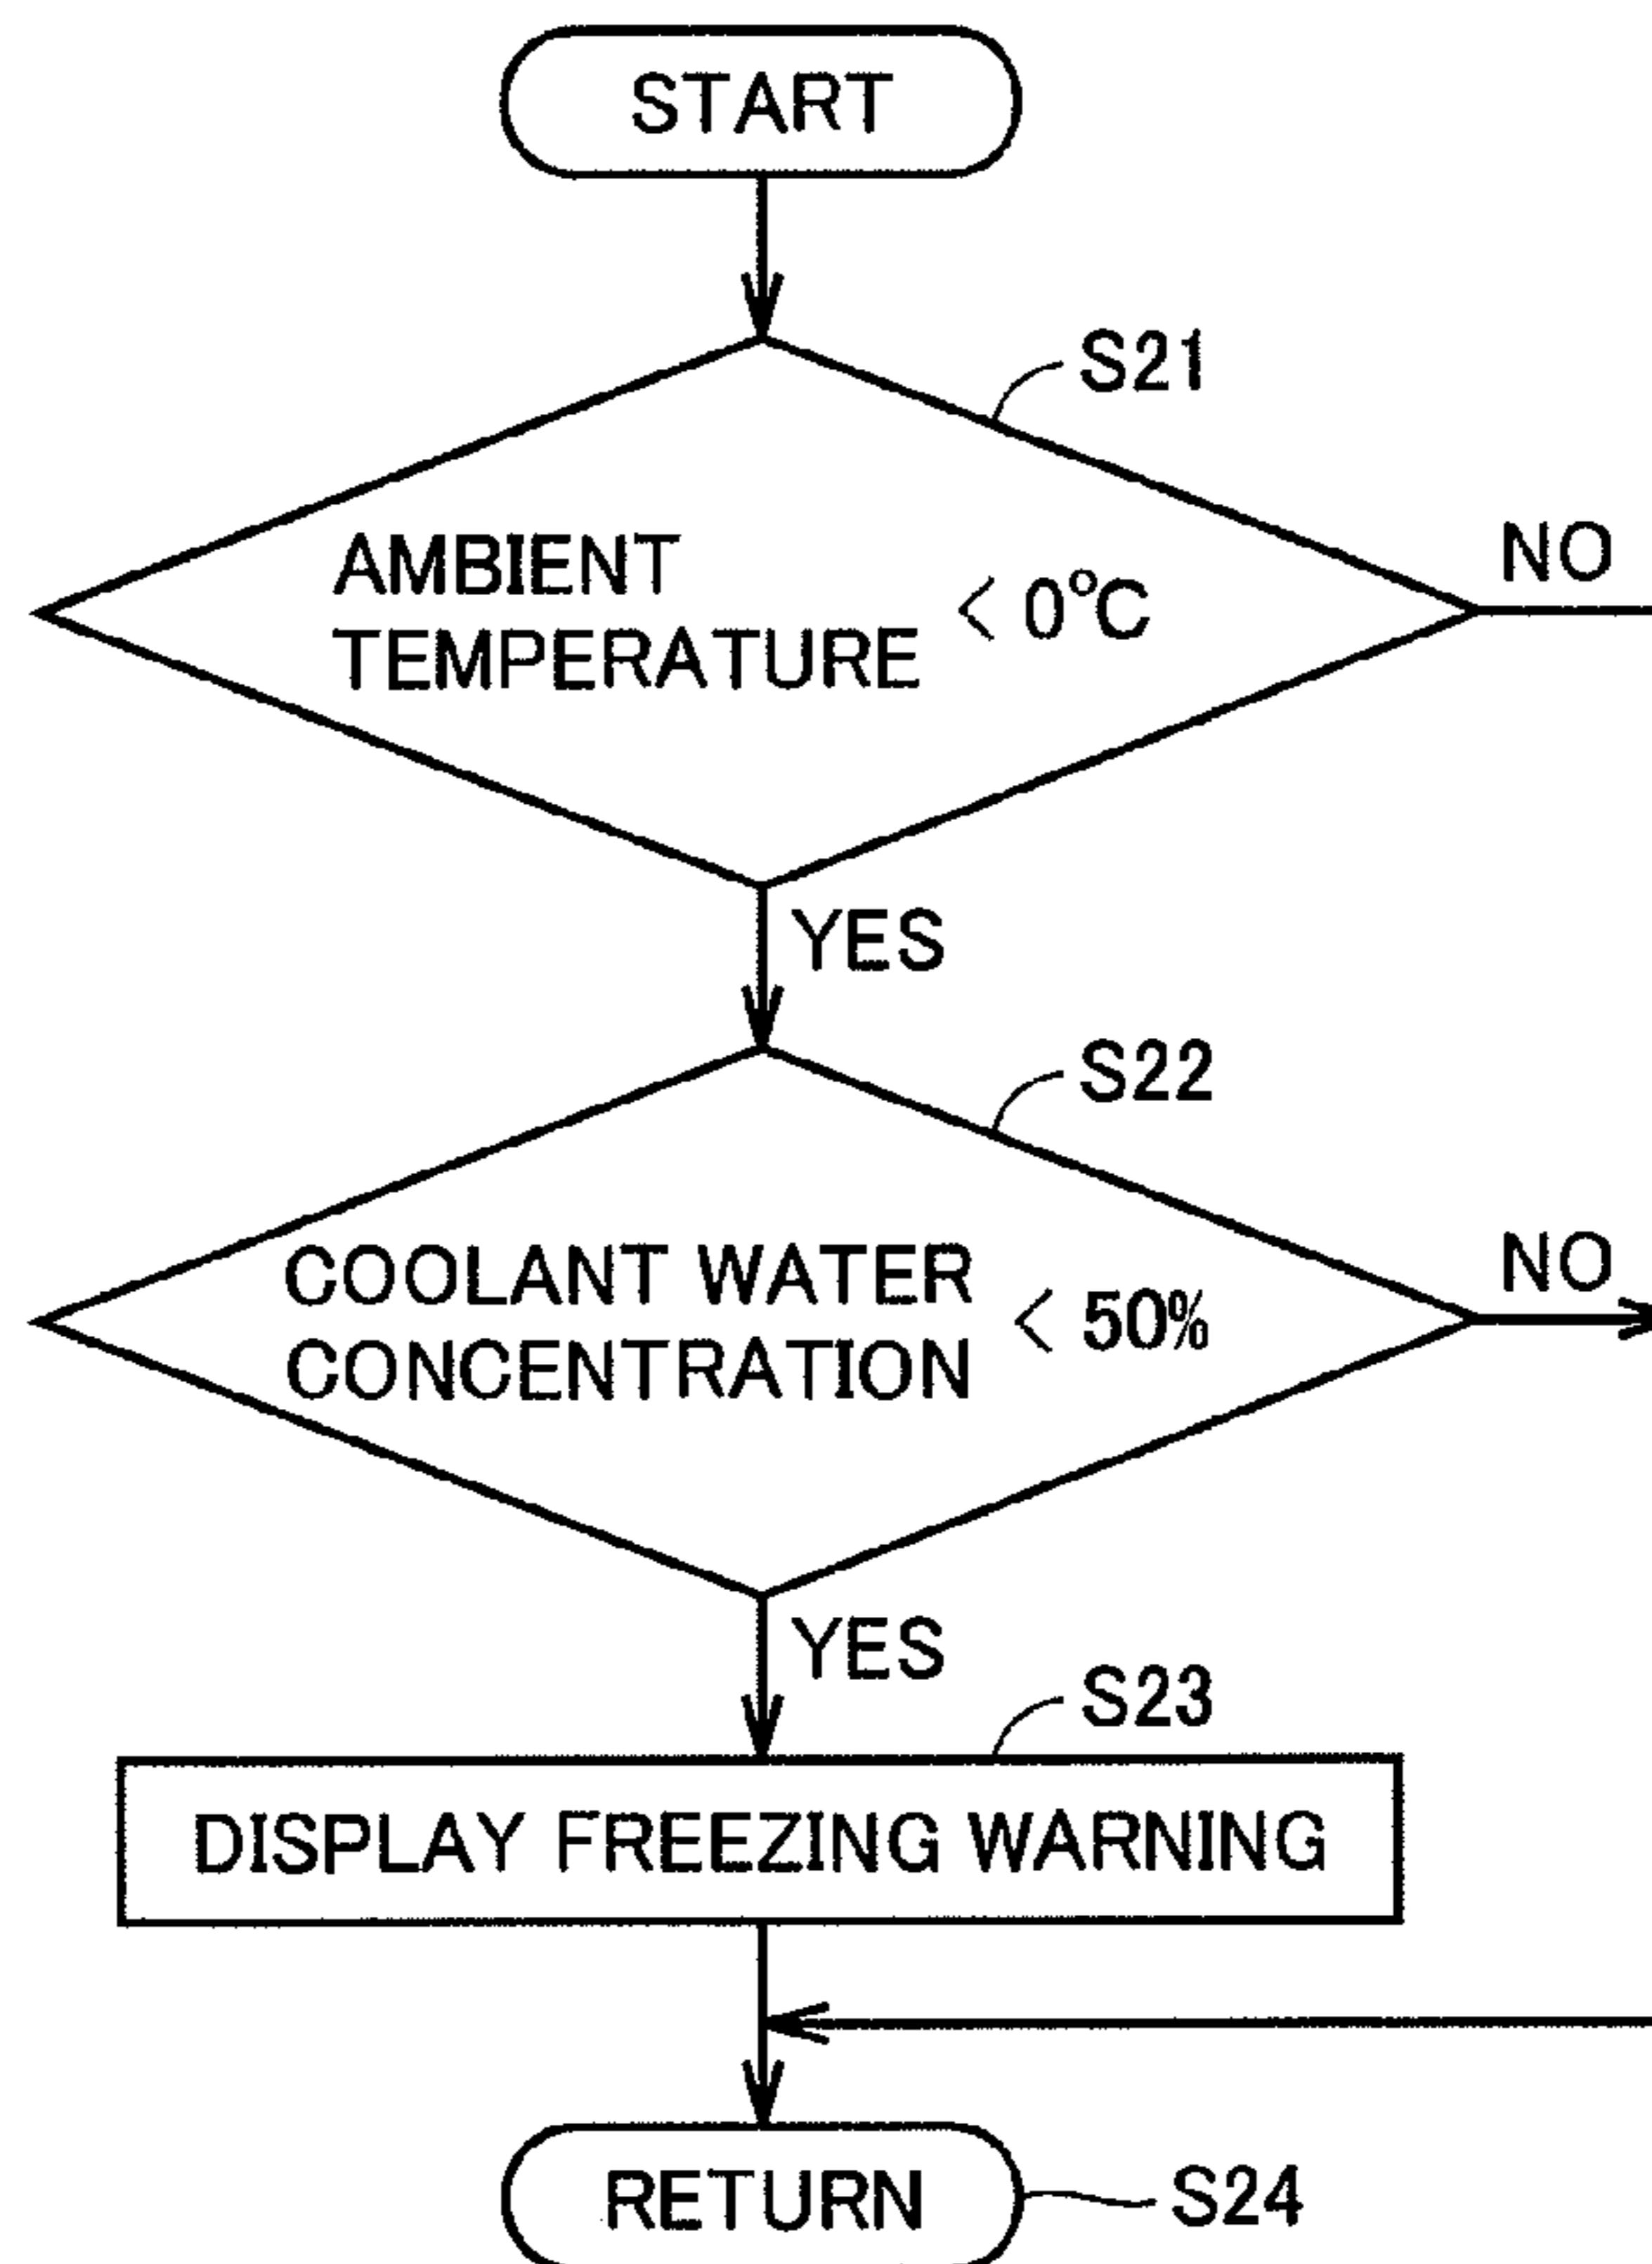 START
S21
AMBIENT
TEMPERATURE
< 0°C
NO
YES
S22
COOLANT WATER
CONCENTRATION
< 50%
NO
YES
S23
DISPLAY FREEZING WARNING
RETURN
S24